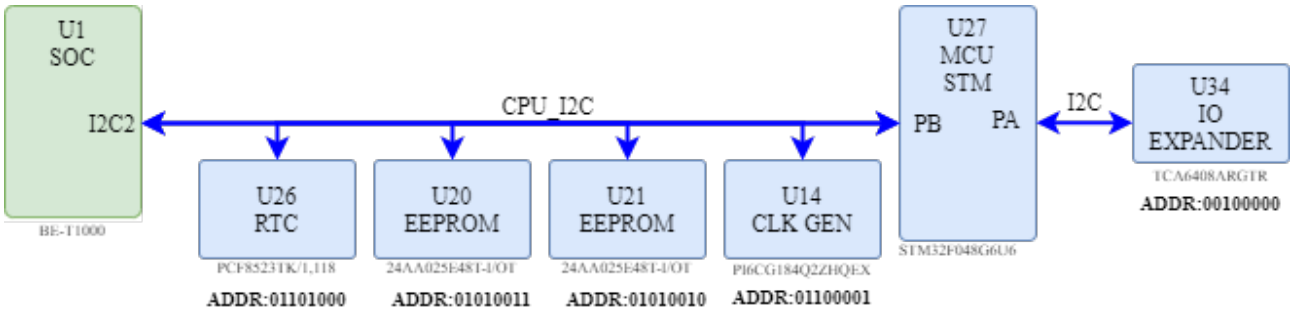 U1
SOC
I2C2
BE-T1000
CPU_I2C
U26
RTC
PCF8523TK/1,118
ADDR:01101000
U20
EEPROM
24AA025E48T-I/OT
ADDR:01010011
U21
EEPROM
24AA025E48T-I/OT
ADDR:01010010
U14
CLK GEN
PI6CG184Q2ZHQEX
ADDR:01100001
U27
MCU
STM
PB
PA
STM32F048G6U6
I2C
U34
IO
EXPANDER
TCA6408ARGTR
ADDR:00100000